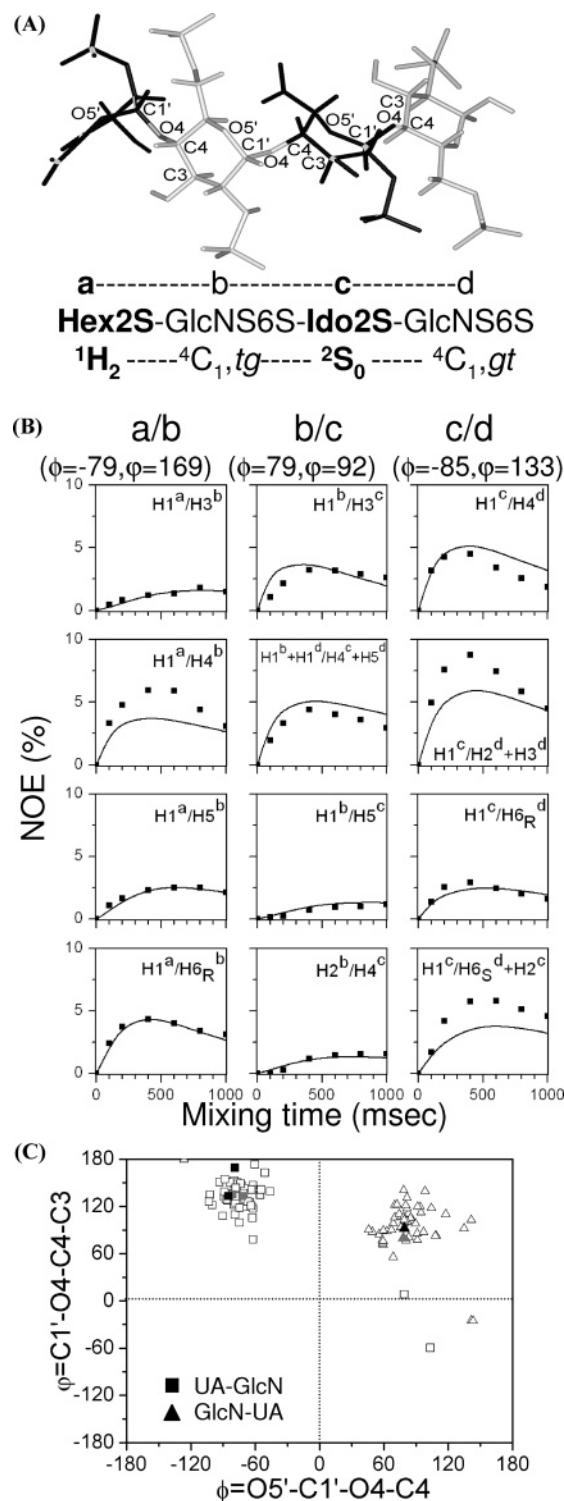 (A)
O5' C1' O4 C4 C3 O5' C1' O4 C4 C3 O5' C1' C3 O4 C4
a-----------b-----------c-----------d
Hex2S-GlcNS6S-Ido2S-GlcNS6S
¹H₂ ----- ⁴C₁,tg----- ²S₀ ----- ⁴C₁,gt
(B)
a/b b/c c/d
(ϕ=-79,φ=169) (ϕ=79,φ=92) (ϕ=-85,φ=133)
10 H1ᵃ/H3ᵇ H1ᵇ/H3ᶜ H1ᶜ/H4ᵈ
5
0
10 H1ᵃ/H4ᵇ H1ᵇ+H1ᵈ/H4ᶜ+H5ᵈ
5
H1ᶜ/H2ᵈ+H3ᵈ
0
NOE (%)
10 H1ᵃ/H5ᵇ H1ᵇ/H5ᶜ H1ᶜ/H6Rᵈ
5
0
10 H1ᵃ/H6Rᵇ H2ᵇ/H4ᶜ H1ᶜ/H6Sᵈ+H2ᶜ
5
0
0 1000 0 1000 0 1000
Mixing time (msec)
(C)
180
120
60
0
-60
-120
-180
φ=C1'-O4-C4-C3
■ UA-GlcN
▲ GlcN-UA
-180 -120 -60 0 60 120 180
ϕ=O5'-C1'-O4-C4